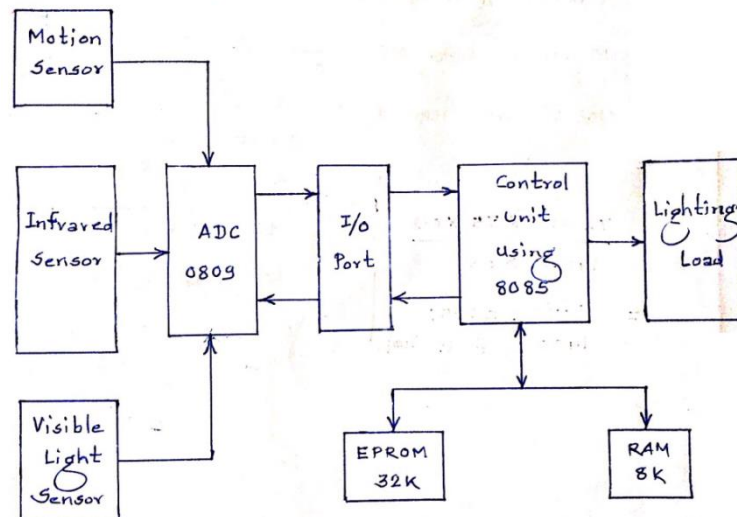 Motion
Sensor
Infrared
Sensor
Visible
Light
Sensor
ADC
0809
I/O
Port
Control
Unit
Using
8085
Lighting
Load
EPROM
32K
RAM
8K